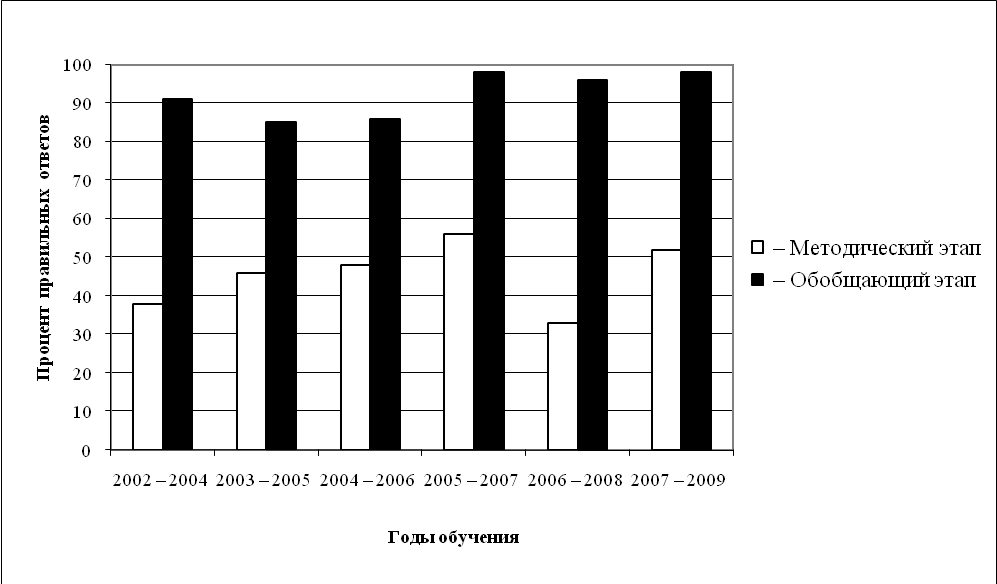 Процент правильных ответов
100
90
80
70
60
50
40
30
20
10
0
2002 – 2004 2003 – 2005 2004 – 2006 2005 – 2007 2006 – 2008 2007 – 2009
Годы обучения
– Методический этап
– Обобщающий этап